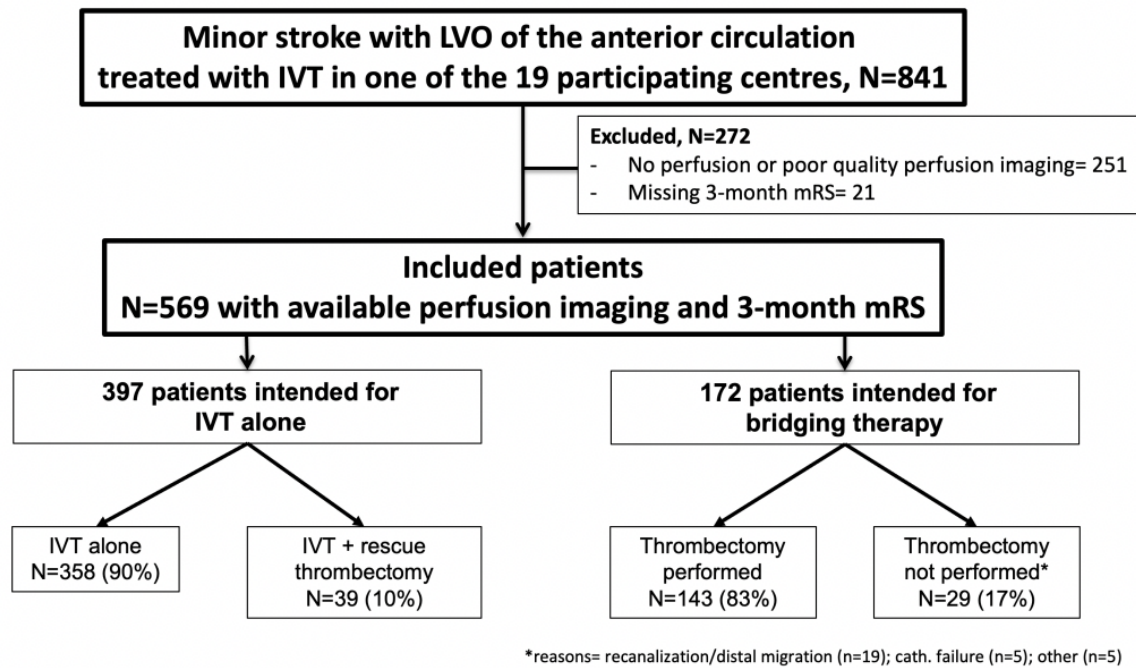 Minor stroke with LVO of the anterior circulation
treated with IVT in one of the 19 participating centres, N=841
Excluded, N=272
- No perfusion or poor quality perfusion imaging= 251
- Missing 3-month mRS= 21
Included patients
N=569 with available perfusion imaging and 3-month mRS
397 patients intended for
IVT alone
172 patients intended for
bridging therapy
IVT alone
N=358 (90%)
IVT + rescue
thrombectomy
N=39 (10%)
Thrombectomy
performed
N=143 (83%)
Thrombectomy
not performed*
N=29 (17%)
*reasons= recanalization/distal migration (n=19); cath. failure (n=5); other (n=5)